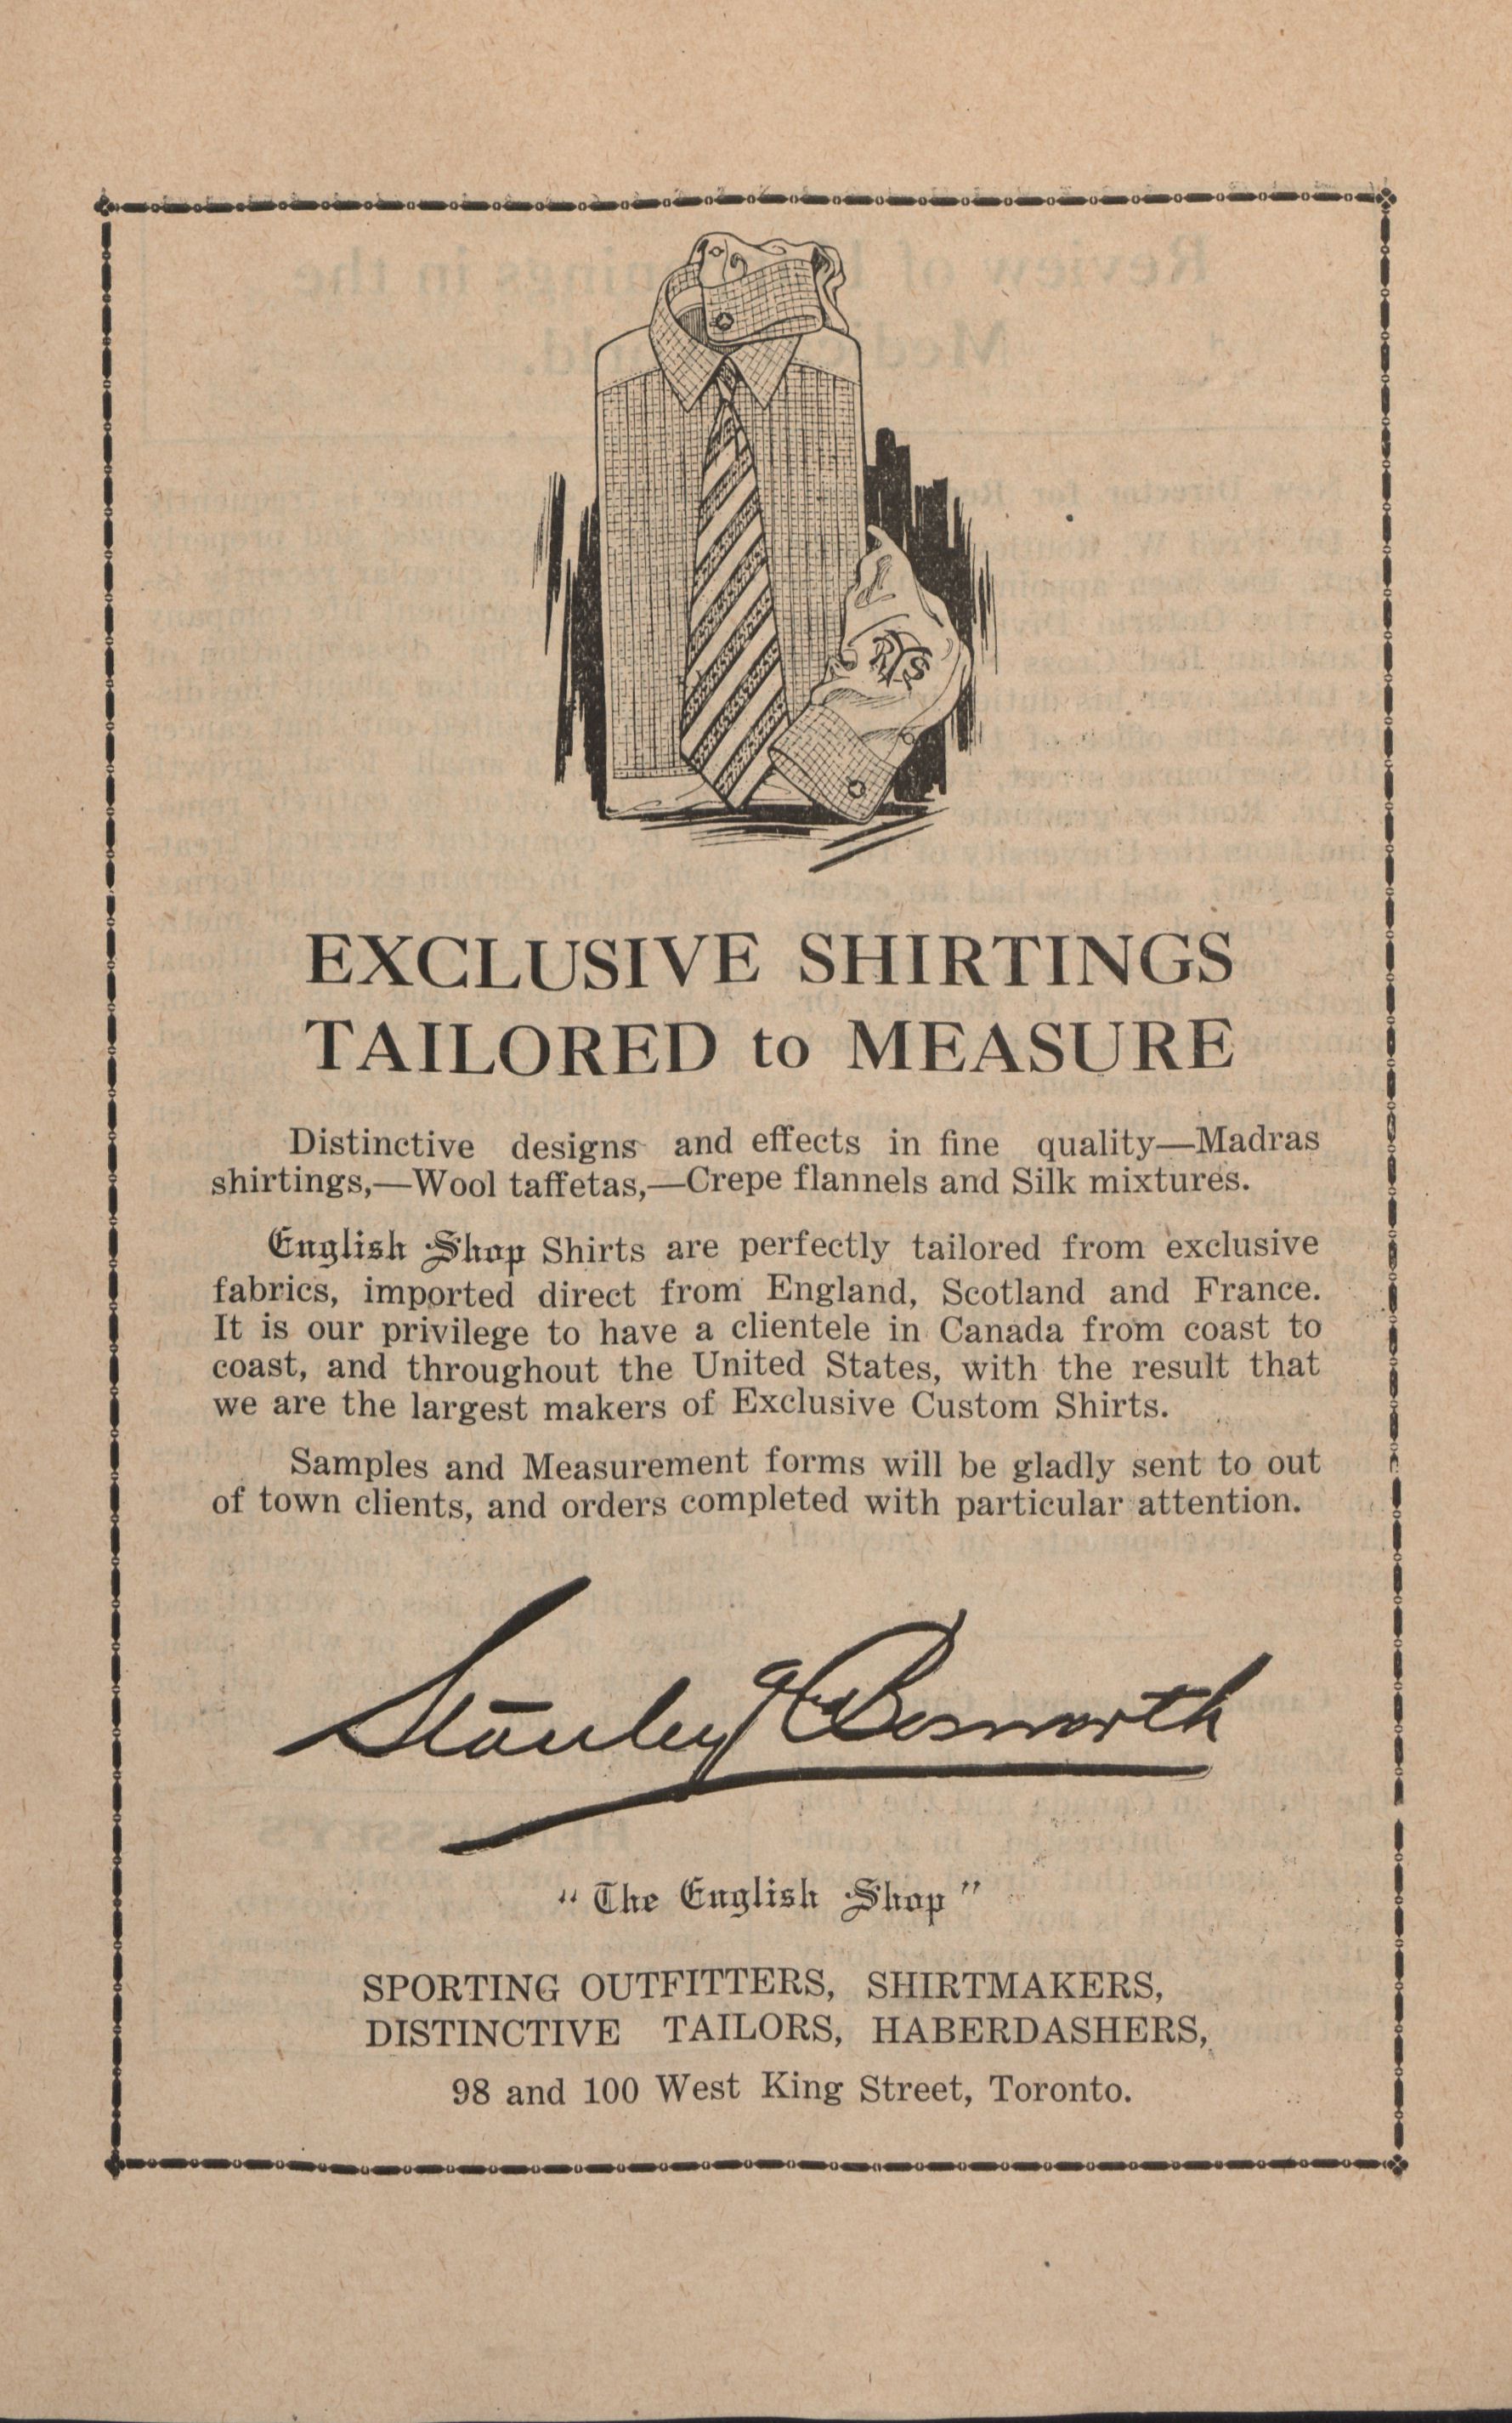 EXCLUSIVE SHIRTINGS
TAILORED to MEASURE
Distinctive designs and effects in fine quality—Madras
shirtings,—Wool taffetas,—Crepe flannels and Silk mixtures.
English Shop Shirts are perfectly tailored from exclusive
fabrics, imported direct from England, Scotland and France.
It is our privilege to have a clientele in Canada from coast to
coast, and throughout the United States, with the result that
we are the largest makers of Exclusive Custom Shirts.
Samples and Measurement forms will be gladly sent to out
of town clients, and orders completed with particular attention.
Stanley Bosworth
"The English Shop"
SPORTING OUTFITTERS, SHIRTMAKERS,
DISTINCTIVE TAILORS, HABERDASHERS,
98 and 100 West King Street, Toronto.